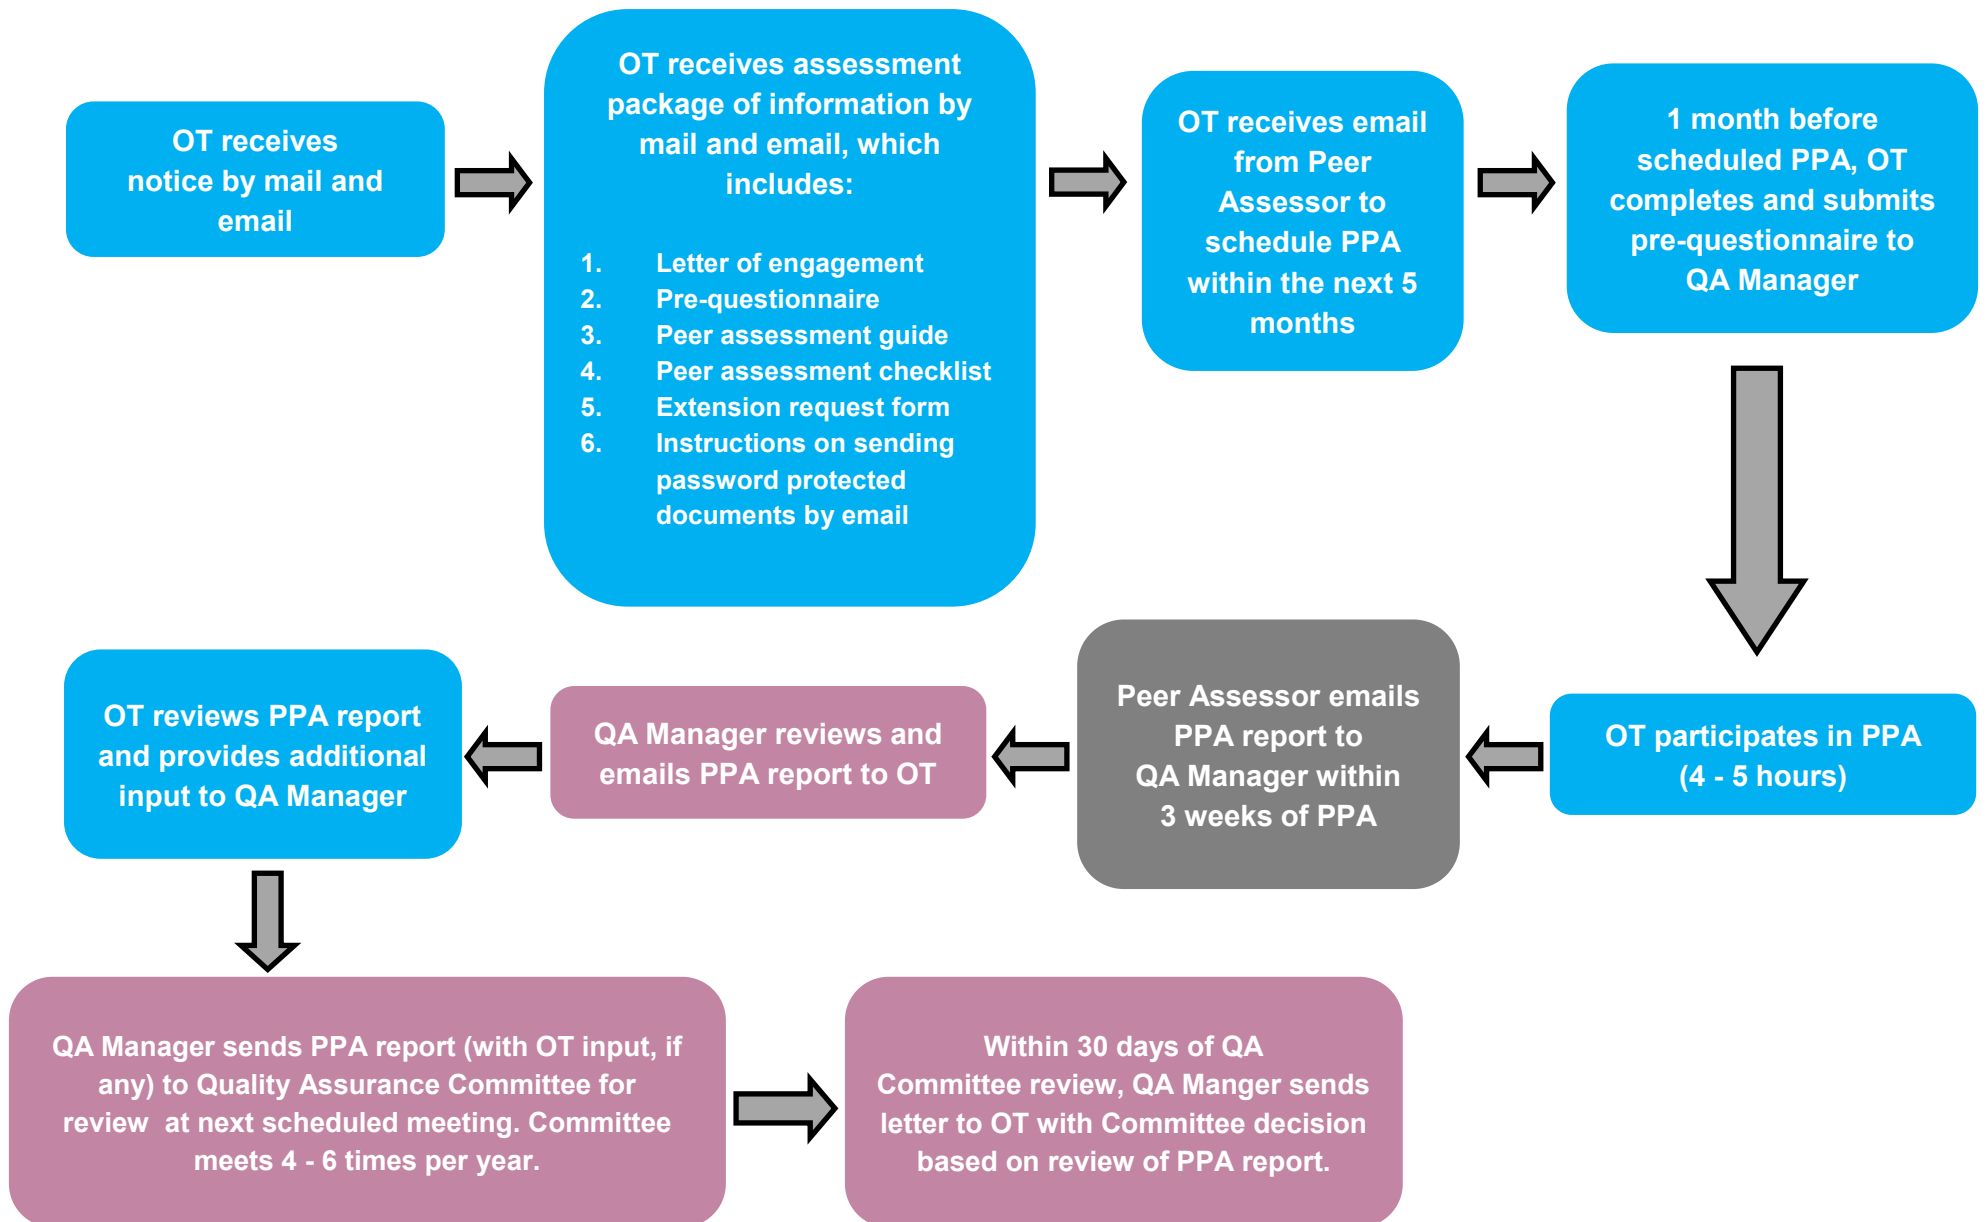 OT receives
notice by mail and
email
OT receives assessment
package of information by
mail and email, which
includes:
1. Letter of engagement
2. Pre-questionnaire
3. Peer assessment guide
4. Peer assessment checklist
5. Extension request form
6. Instructions on sending
password protected
documents by email
OT receives email
from Peer
Assessor to
schedule PPA
within the next 5
months
1 month before
scheduled PPA, OT
completes and submits
pre-questionnaire to
QA Manager
OT participates in PPA
(4 - 5 hours)
Peer Assessor emails
PPA report to
QA Manager within
3 weeks of PPA
QA Manager reviews and
emails PPA report to OT
OT reviews PPA report
and provides additional
input to QA Manager
QA Manager sends PPA report (with OT input, if
any) to Quality Assurance Committee for
review at next scheduled meeting. Committee
meets 4 - 6 times per year.
Within 30 days of QA
Committee review, QA Manger sends
letter to OT with Committee decision
based on review of PPA report.